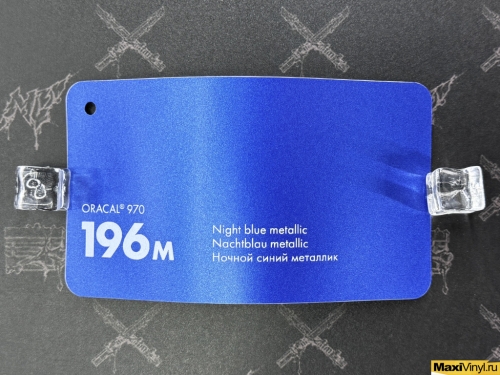 ORACAL® 970
196M
Night blue metallic
Nachtblau metallic
Ночной синий металлик
MaxiVinyl.ru